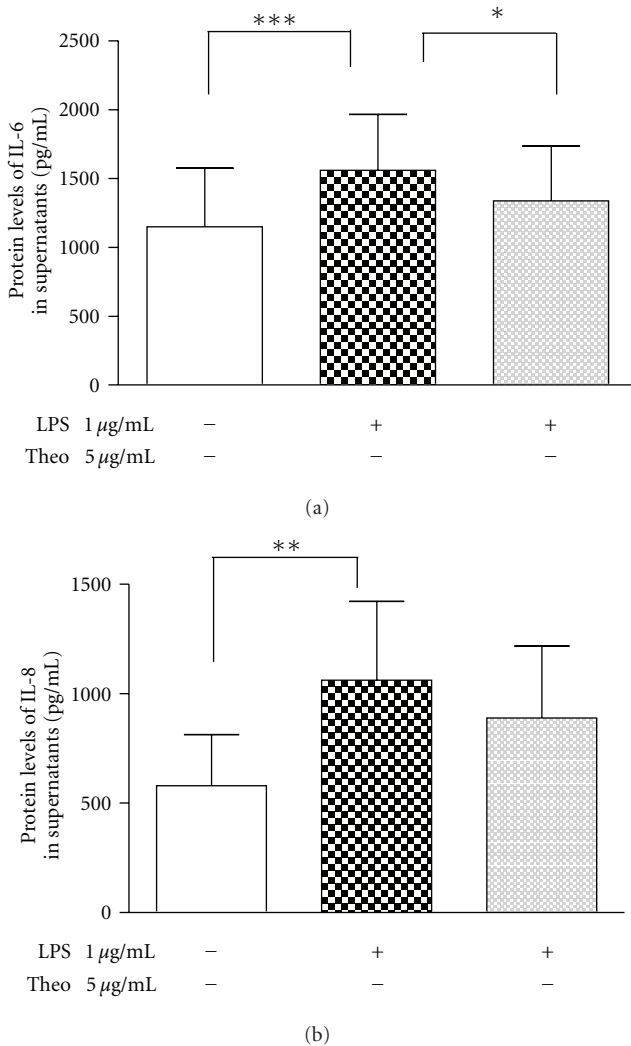 ***
*
2500
2000
1500
1000
500
0
Protein levels of IL-6
in supernatants (pg/mL)
LPS 1 μg/mL − + +
Theo 5 μg/mL − − −
(a)
**
1500
1000
500
0
Protein levels of IL-8
in supernatants (pg/mL)
LPS 1 μg/mL − + +
Theo 5 μg/mL − − −
(b)